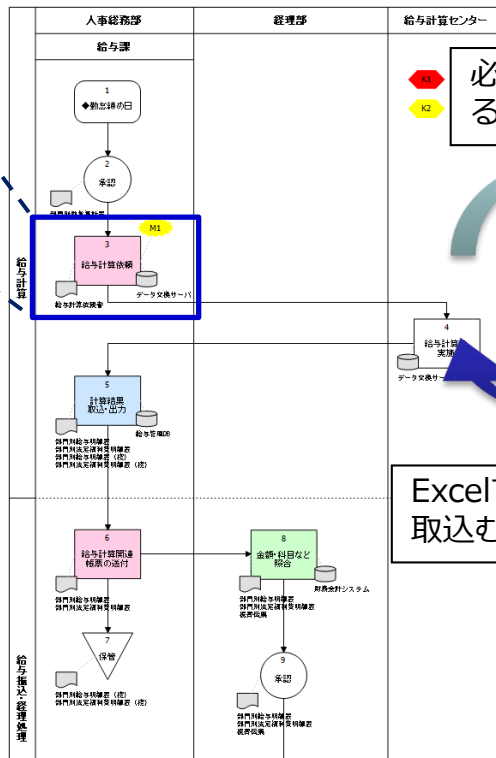 人事総務部
経理部
給与計算センター
給与課
K1
K2
必
る
1
◆勤怠締めの日
2
承認
給与計算
M1
3
給与計算依頼
データ交換サーバ
給与計算依頼書
4
給与計算
実施
データ交換サー
5
計算結果
取込・出力
給与管理DB
部門別給与明細表
部門別法定福利費明細表
部門別給与明細表(控)
部門別法定福利費明細表(控)
Excel
取込む
6
給与計算関連
帳票の送付
部門別給与明細表
部門別法定福利費明細表
8
金額・科目など
照合
財務会計システム
部門別給与明細表
部門別法定福利費明細表
振替伝票
7
保管
部門別給与明細表(控)
部門別法定福利費明細表(控)
9
承認
部門別給与明細表
部門別法定福利費明細表
振替伝票
給与振込・経理処理